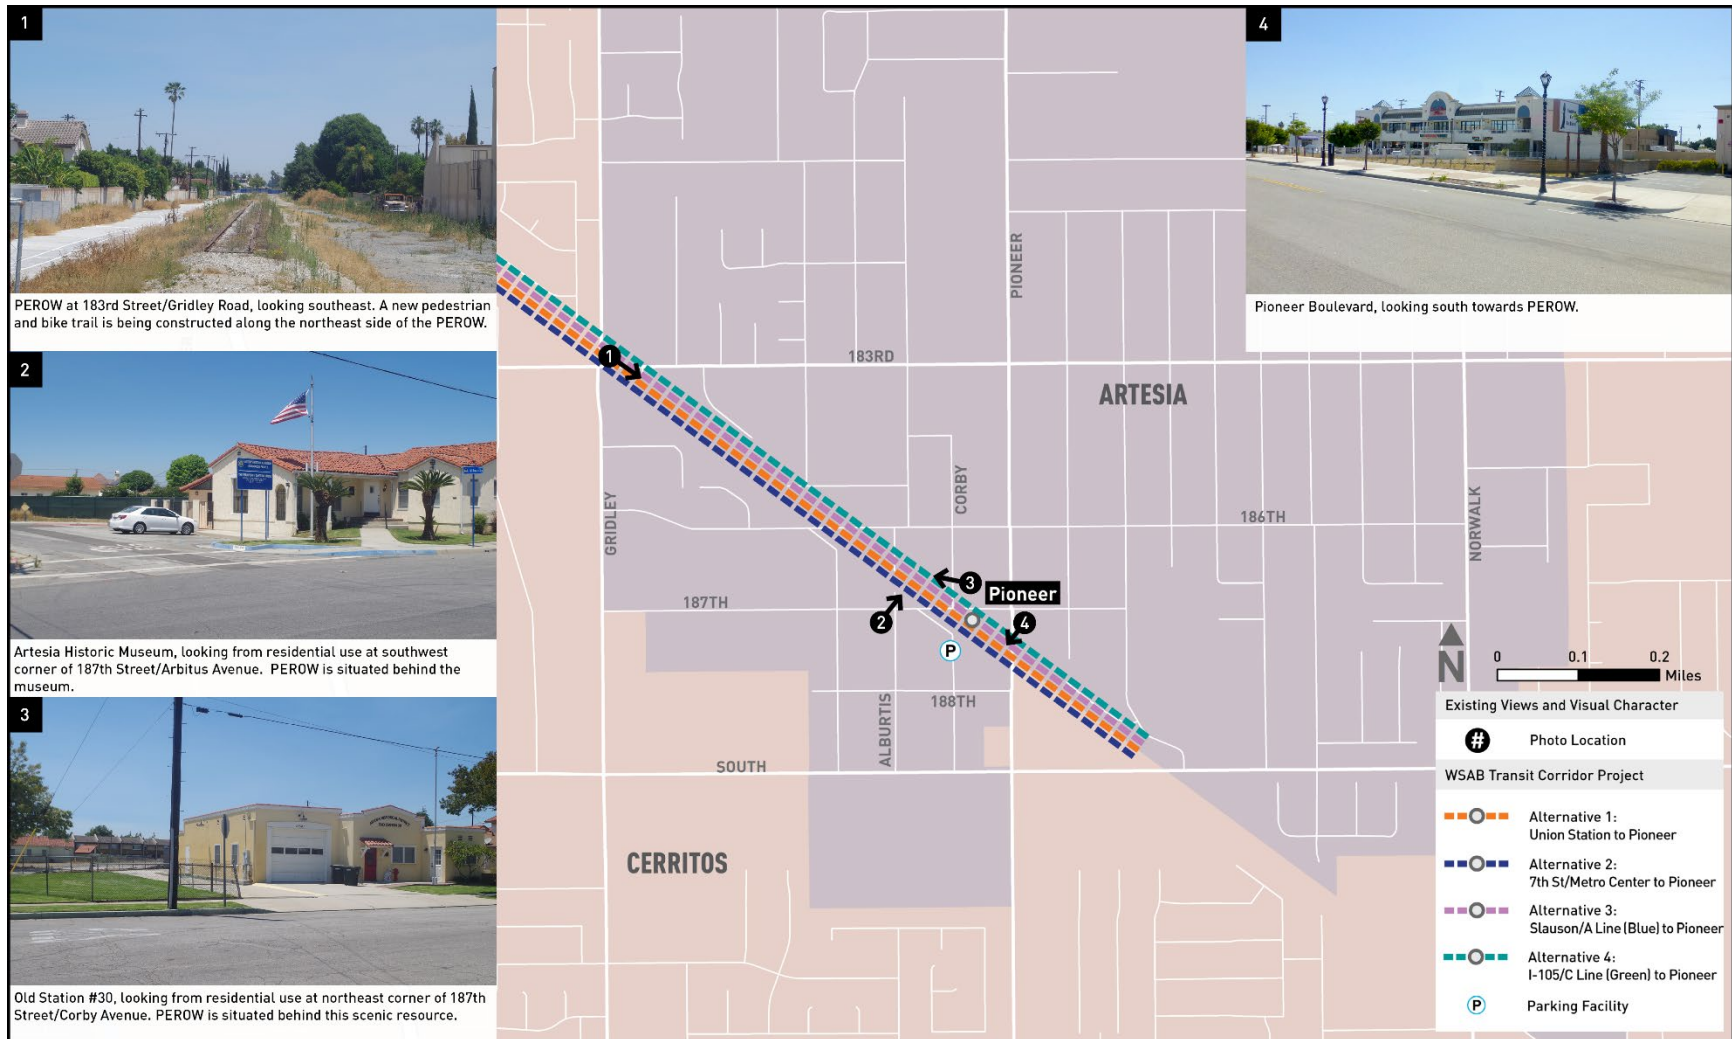 1
PEROW at 183rd Street/Gridley Road, looking southeast. A new pedestrian
and bike trail is being constructed along the northeast side of the PEROW.
2
Artesia Historic Museum, looking from residential use at southwest
corner of 187th Street/Arbitus Avenue. PEROW is situated behind the
museum.
3
Old Station #30, looking from residential use at northeast corner of 187th
Street/Corby Avenue. PEROW is situated behind this scenic resource.
4
Pioneer Boulevard, looking south towards PEROW.
PIONEER
183RD
1
ARTESIA
GRIDLEY
CORBY
186TH
NORWALK
187TH
3
Pioneer
2
4
P
ALBURTIS
188TH
SOUTH
CERRITOS
N
0 0.1 0.2
Miles
Existing Views and Visual Character
# Photo Location
WSAB Transit Corridor Project
Alternative 1:
Union Station to Pioneer
Alternative 2:
7th St/Metro Center to Pioneer
Alternative 3:
Slauson/A Line (Blue) to Pioneer
Alternative 4:
I-105/C Line (Green) to Pioneer
P Parking Facility